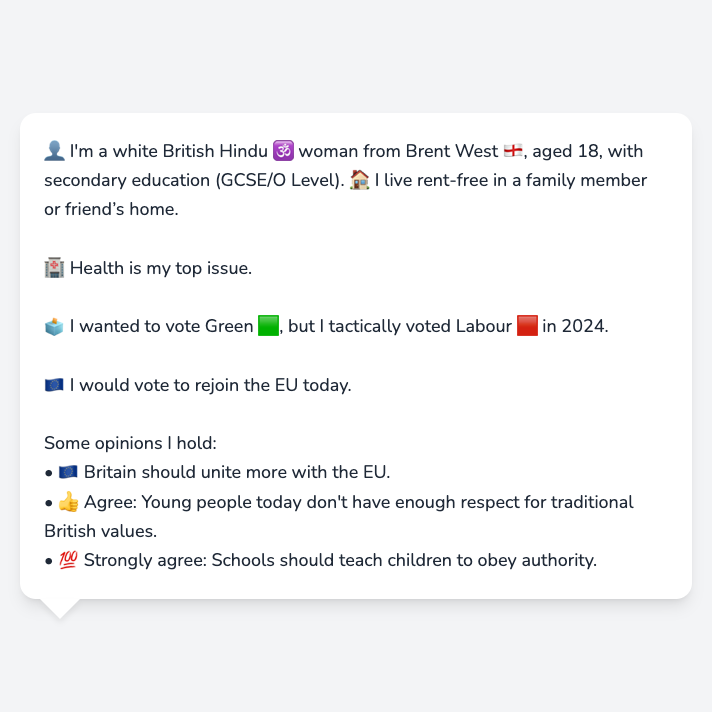 👤 I'm a white British Hindu 🕉️ woman from Brent West 🏴󠁧󠁢󠁥󠁮󠁧󠁿, aged 18, with
secondary education (GCSE/O Level). 🏠 I live rent-free in a family member
or friend’s home.
🏥 Health is my top issue.
🗳️ I wanted to vote Green 🟩, but I tactically voted Labour 🟥 in 2024.
🇪🇺 I would vote to rejoin the EU today.
Some opinions I hold:
• 🇪🇺 Britain should unite more with the EU.
• 👍 Agree: Young people today don't have enough respect for traditional
British values.
• 💯 Strongly agree: Schools should teach children to obey authority.